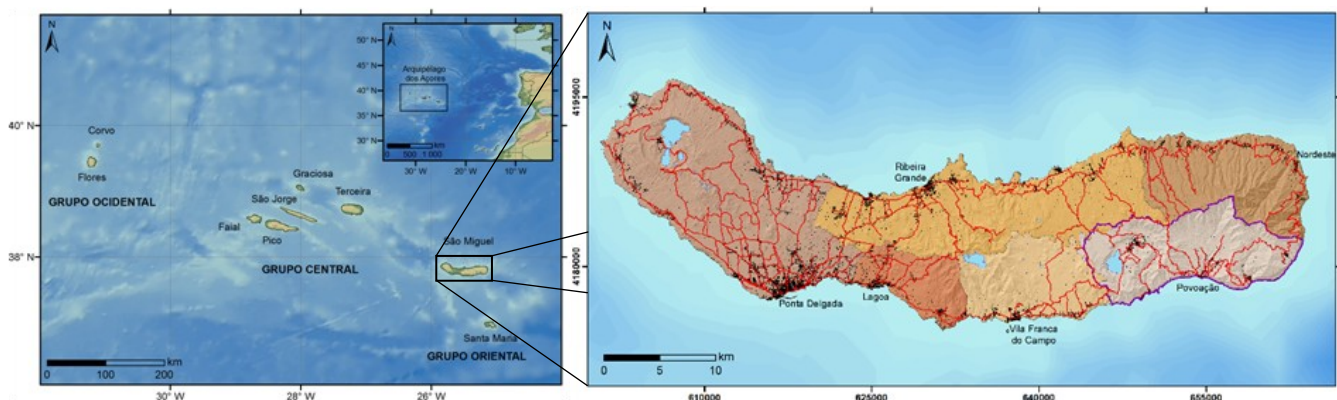 N
50° N
45° N
40° N
35° N
30° N
Arquipélago
dos Açores
km
0 500 1 000
30° W 20° W 10° W
40° N
38° N
Corvo
Flores
GRUPO OCIDENTAL
Graciosa
São Jorge
Terceira
Faial
Pico
GRUPO CENTRAL
São Miguel
Santa Maria
GRUPO ORIENTAL
km
0 100 200
30° W 28° W 26° W
N
4195000
4180000
Ribeira
Grande
Nordeste
Ponta Delgada
Lagoa
Vila Franca
do Campo
Povoação
km
0 5 10
610000 625000 640000 655000